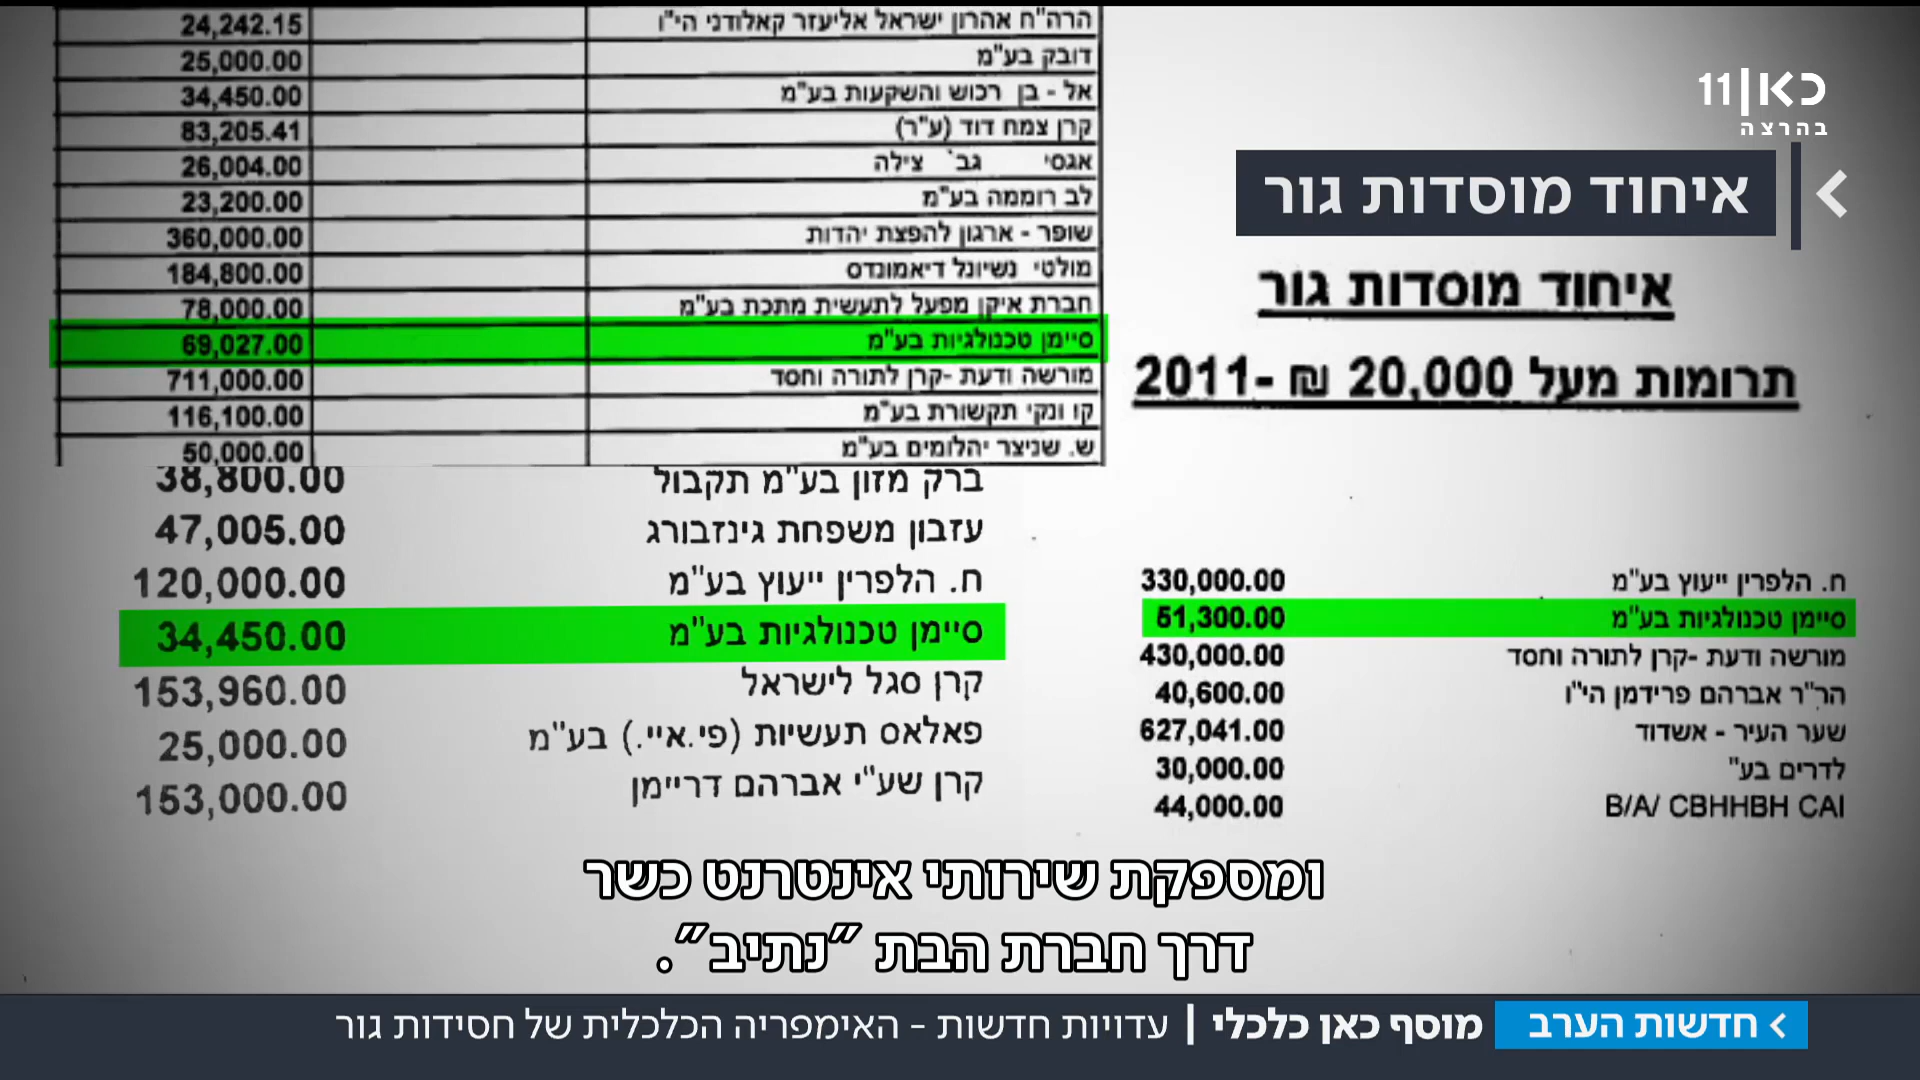 הרה"ח אהרון ישראל אליעזר קאלודני הי"ו 24,242.15
דובק בע"מ 25,000.00
אל - בן רכוש והשקעות בע"מ 34,450.00
קרן צמח דוד (ע"ר) 83,205.41
אגסי גב` צילה 26,004.00
לב רוממה בע"מ 23,200.00
שופר - ארגון להפצת יהדות 360,000.00
מולטי נשיונל דיאמונדס 184,800.00
חברת איקן מפעל לתעשית מתכת בע"מ 78,000.00
סיימן טכנולגיות בע"מ 69,027.00
מורשה ודעת -קרן לתורה וחסד 711,000.00
קו ונקי תקשורת בע"מ 116,100.00
ש. שניצר יהלומים בע"מ 50,000.00
כאן 11
בהרצה
איחוד מוסדות גור
איחוד מוסדות גור
תרומות מעל 20,000 ₪ -2011
ברק מזון בע"מ תקבול 38,800.00
עזבון משפחת גינזבורג 47,005.00
ח. הלפרין ייעוץ בע"מ 120,000.00
סיימן טכנולגיות בע"מ 34,450.00
קרן סגל לישראל 153,960.00
פאלאס תעשיות (פי.איי.) בע"מ 25,000.00
קרן שע"י אברהם דריימן 153,000.00
ח. הלפרין ייעוץ בע"מ 330,000.00
סיימן טכנולגיות בע"מ 51,300.00
מורשה ודעת -קרן לתורה וחסד 430,000.00
הר"ר אברהם פרידמן הי"ו 40,600.00
שער העיר - אשדוד 627,041.00
לדרים בע" 30,000.00
B/A/ CBHHBH CAI 44,000.00
ומספקת שירותי אינטרנט כשר
דרך חברת הבת "נתיב".
חדשות הערב מוסף כאן כלכלי | עדויות חדשות - האימפריה הכלכלית של חסידות גור